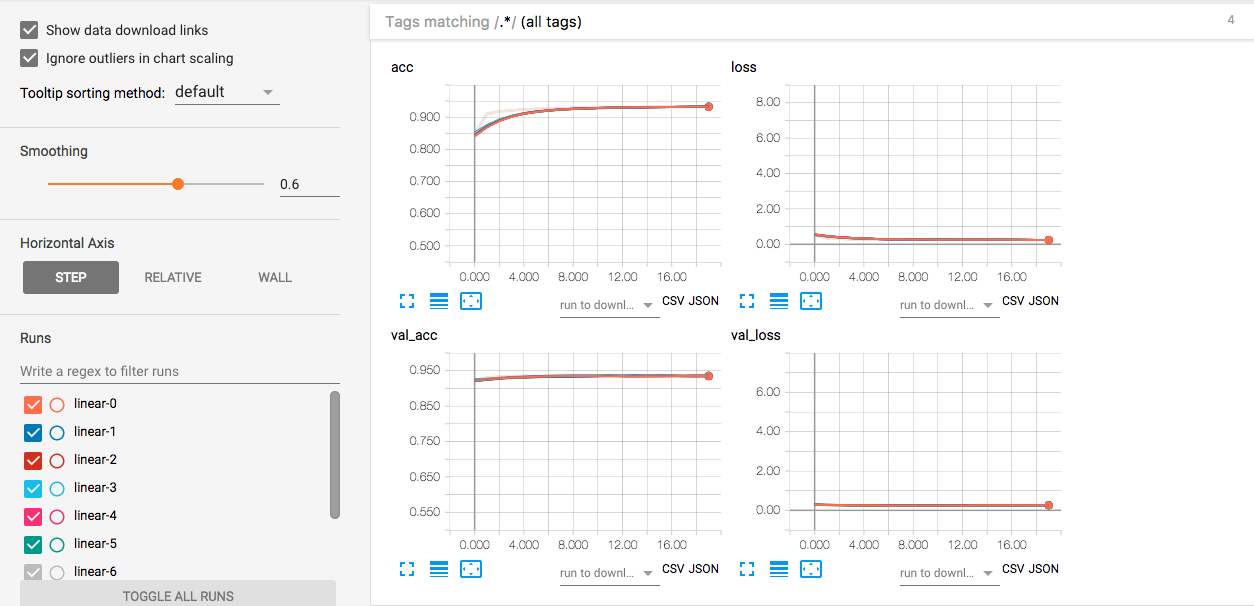 Show data download links
Ignore outliers in chart scaling
Tooltip sorting method: default
Smoothing
0.6
Horizontal Axis
STEP RELATIVE WALL
Runs
Write a regex to filter runs
linear-0
linear-1
linear-2
linear-3
linear-4
linear-5
linear-6
TOGGLE ALL RUNS
Tags matching /.*/ (all tags) 4
acc
0.900
0.800
0.700
0.600
0.500
0.000 4.000 8.000 12.00 16.00
run to downl... CSV JSON
loss
8.00
6.00
4.00
2.00
0.00
0.000 4.000 8.000 12.00 16.00
run to downl... CSV JSON
val_acc
0.950
0.850
0.750
0.650
0.550
0.000 4.000 8.000 12.00 16.00
run to downl... CSV JSON
val_loss
6.00
4.00
2.00
0.00
0.000 4.000 8.000 12.00 16.00
run to downl... CSV JSON